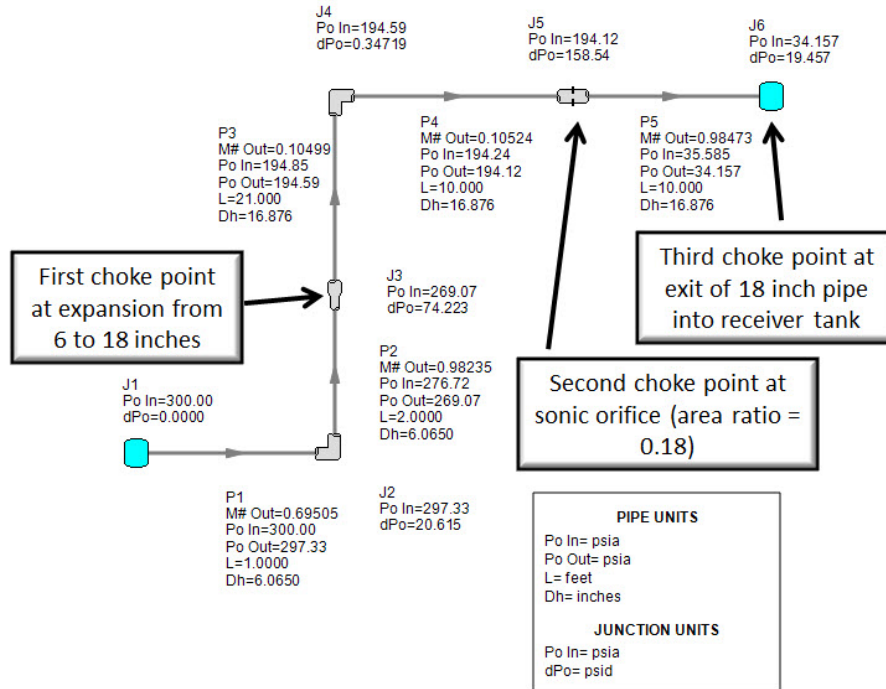 J4
Po In=194.59
dPo=0.34719
J5
Po In=194.12
dPo=158.54
J6
Po In=34.157
dPo=19.457
P3
M# Out=0.10499
Po In=194.85
Po Out=194.59
L=21.000
Dh=16.876
P4
M# Out=0.10524
Po In=194.24
Po Out=194.12
L=10.000
Dh=16.876
P5
M# Out=0.98473
Po In=35.585
Po Out=34.157
L=10.000
Dh=16.876
First choke point
at expansion from
6 to 18 inches
J3
Po In=269.07
dPo=74.223
Third choke point at
exit of 18 inch pipe
into receiver tank
P2
M# Out=0.98235
Po In=276.72
Po Out=269.07
L=2.0000
Dh=6.0650
Second choke point at
sonic orifice (area ratio =
0.18)
J1
Po In=300.00
dPo=0.0000
P1
M# Out=0.69505
Po In=300.00
Po Out=297.33
L=1.0000
Dh=6.0650
J2
Po In=297.33
dPo=20.615
PIPE UNITS
Po In= psia
Po Out= psia
L= feet
Dh= inches
JUNCTION UNITS
Po In= psia
dPo= psid